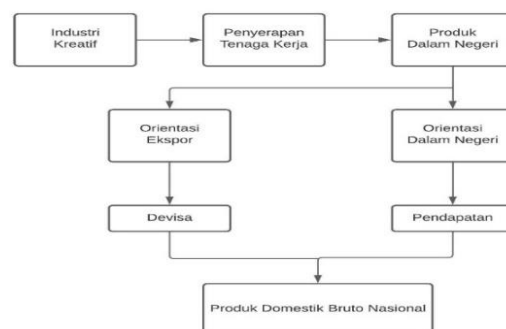 Industri
Kreatif
Penyerapan
Tenaga Kerja
Produk
Dalam Negeri
Orientasi
Ekspor
Orientasi
Dalam Negeri
Devisa
Pendapatan
Produk Domestik Bruto Nasional